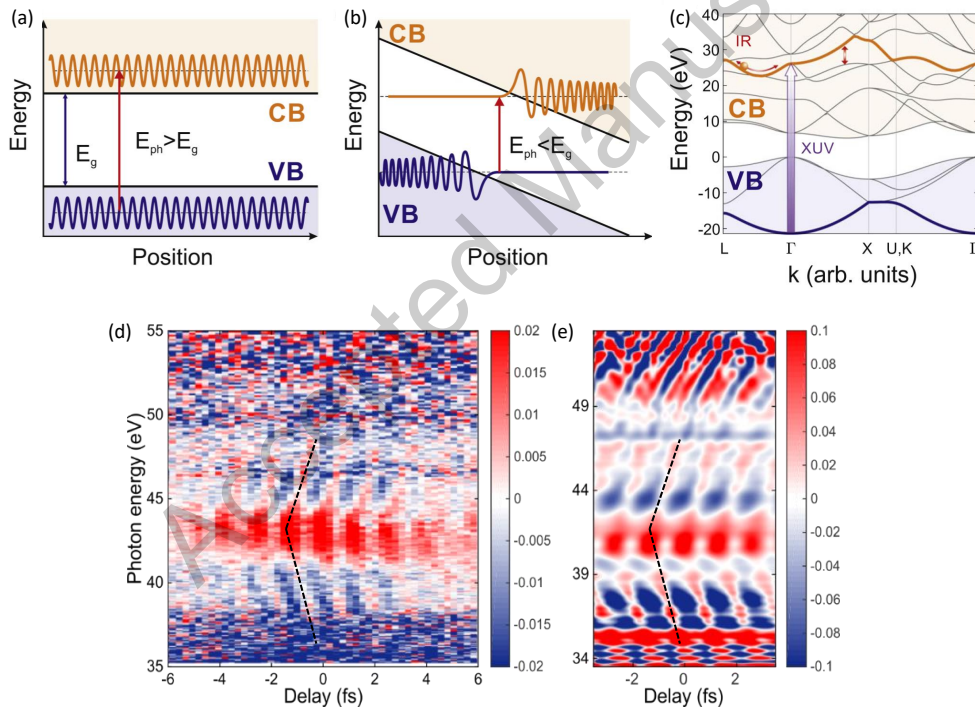 (a)
(b)
(c)
Energy
CB
E_g
E_ph>E_g
VB
Position
Energy
CB
E_ph<E_g
VB
Position
Energy (eV)
40
30
20
10
0
-10
-20
IR
CB
XUV
VB
L
Γ
X
U,K
k (arb. units)
(d)
Photon energy (eV)
55
50
45
40
35
-6
-4
-2
0
2
4
6
Delay (fs)
0.02
0.015
0.01
0.005
0
-0.005
-0.01
-0.015
-0.02
(e)
49
44
39
34
-2
0
2
Delay (fs)
0.1
0.08
0.06
0.04
0.02
0
-0.02
-0.04
-0.06
-0.08
-0.1
Accepted Manus